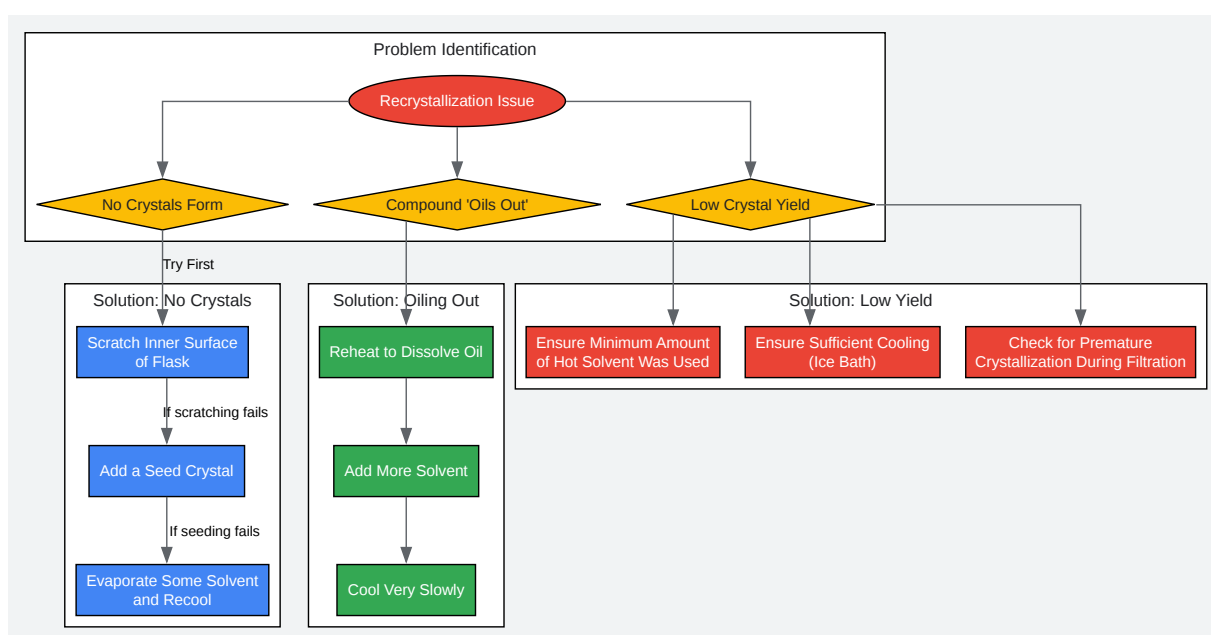 Problem Identification
Recrystallization Issue
No Crystals Form
Compound 'Oils Out'
Low Crystal Yield
Try First
Solution: No Crystals
Solution: Oiling Out
Solution: Low Yield
Scratch Inner Surface
of Flask
Reheat to Dissolve Oil
Ensure Minimum Amount
of Hot Solvent Was Used
Ensure Sufficient Cooling
(Ice Bath)
Check for Premature
Crystallization During Filtration
If scratching fails
Add a Seed Crystal
Add More Solvent
If seeding fails
Evaporate Some Solvent
and Recool
Cool Very Slowly